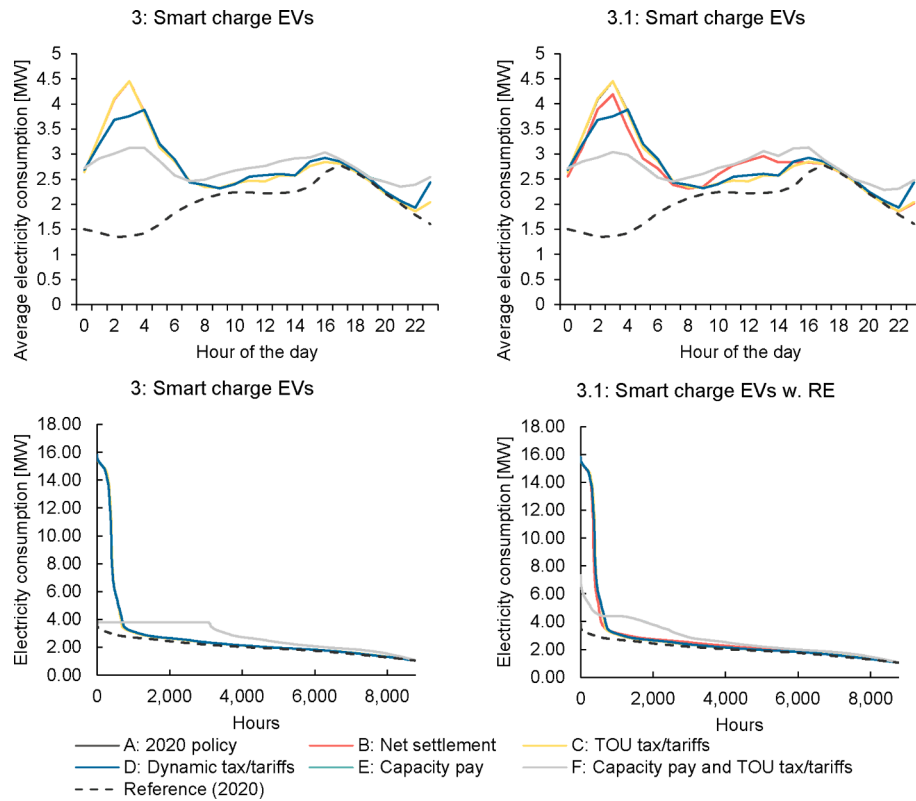 3: Smart charge EVs
Average electricity consumption [MW]
5
4.5
4
3.5
3
2.5
2
1.5
1
0.5
0
0 2 4 6 8 10 12 14 16 18 20 22
Hour of the day
3.1: Smart charge EVs
Average electricity consumption [MW]
5
4.5
4
3.5
3
2.5
2
1.5
1
0.5
0
0 2 4 6 8 10 12 14 16 18 20 22
Hour of the day
3: Smart charge EVs
Electricity consumption [MW]
18.00
16.00
14.00
12.00
10.00
8.00
6.00
4.00
2.00
0.00
0 2,000 4,000 6,000 8,000
Hours
3.1: Smart charge EVs w. RE
Electricity consumption [MW]
18.00
16.00
14.00
12.00
10.00
8.00
6.00
4.00
2.00
0.00
0 2,000 4,000 6,000 8,000
Hours
A: 2020 policy B: Net settlement C: TOU tax/tariffs
D: Dynamic tax/tariffs E: Capacity pay F: Capacity pay and TOU tax/tariffs
Reference (2020)